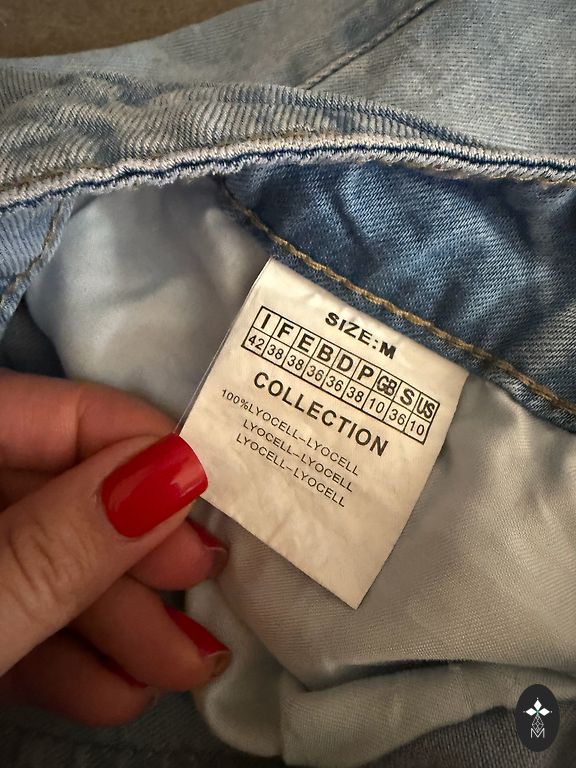 SIZE:M
I F E B D P GB S US
42 38 38 36 36 38 10 36 10
COLLECTION
100%LYOCELL-LYOCELL
LYOCELL-LYOCELL
LYOCELL-LYOCELL
M